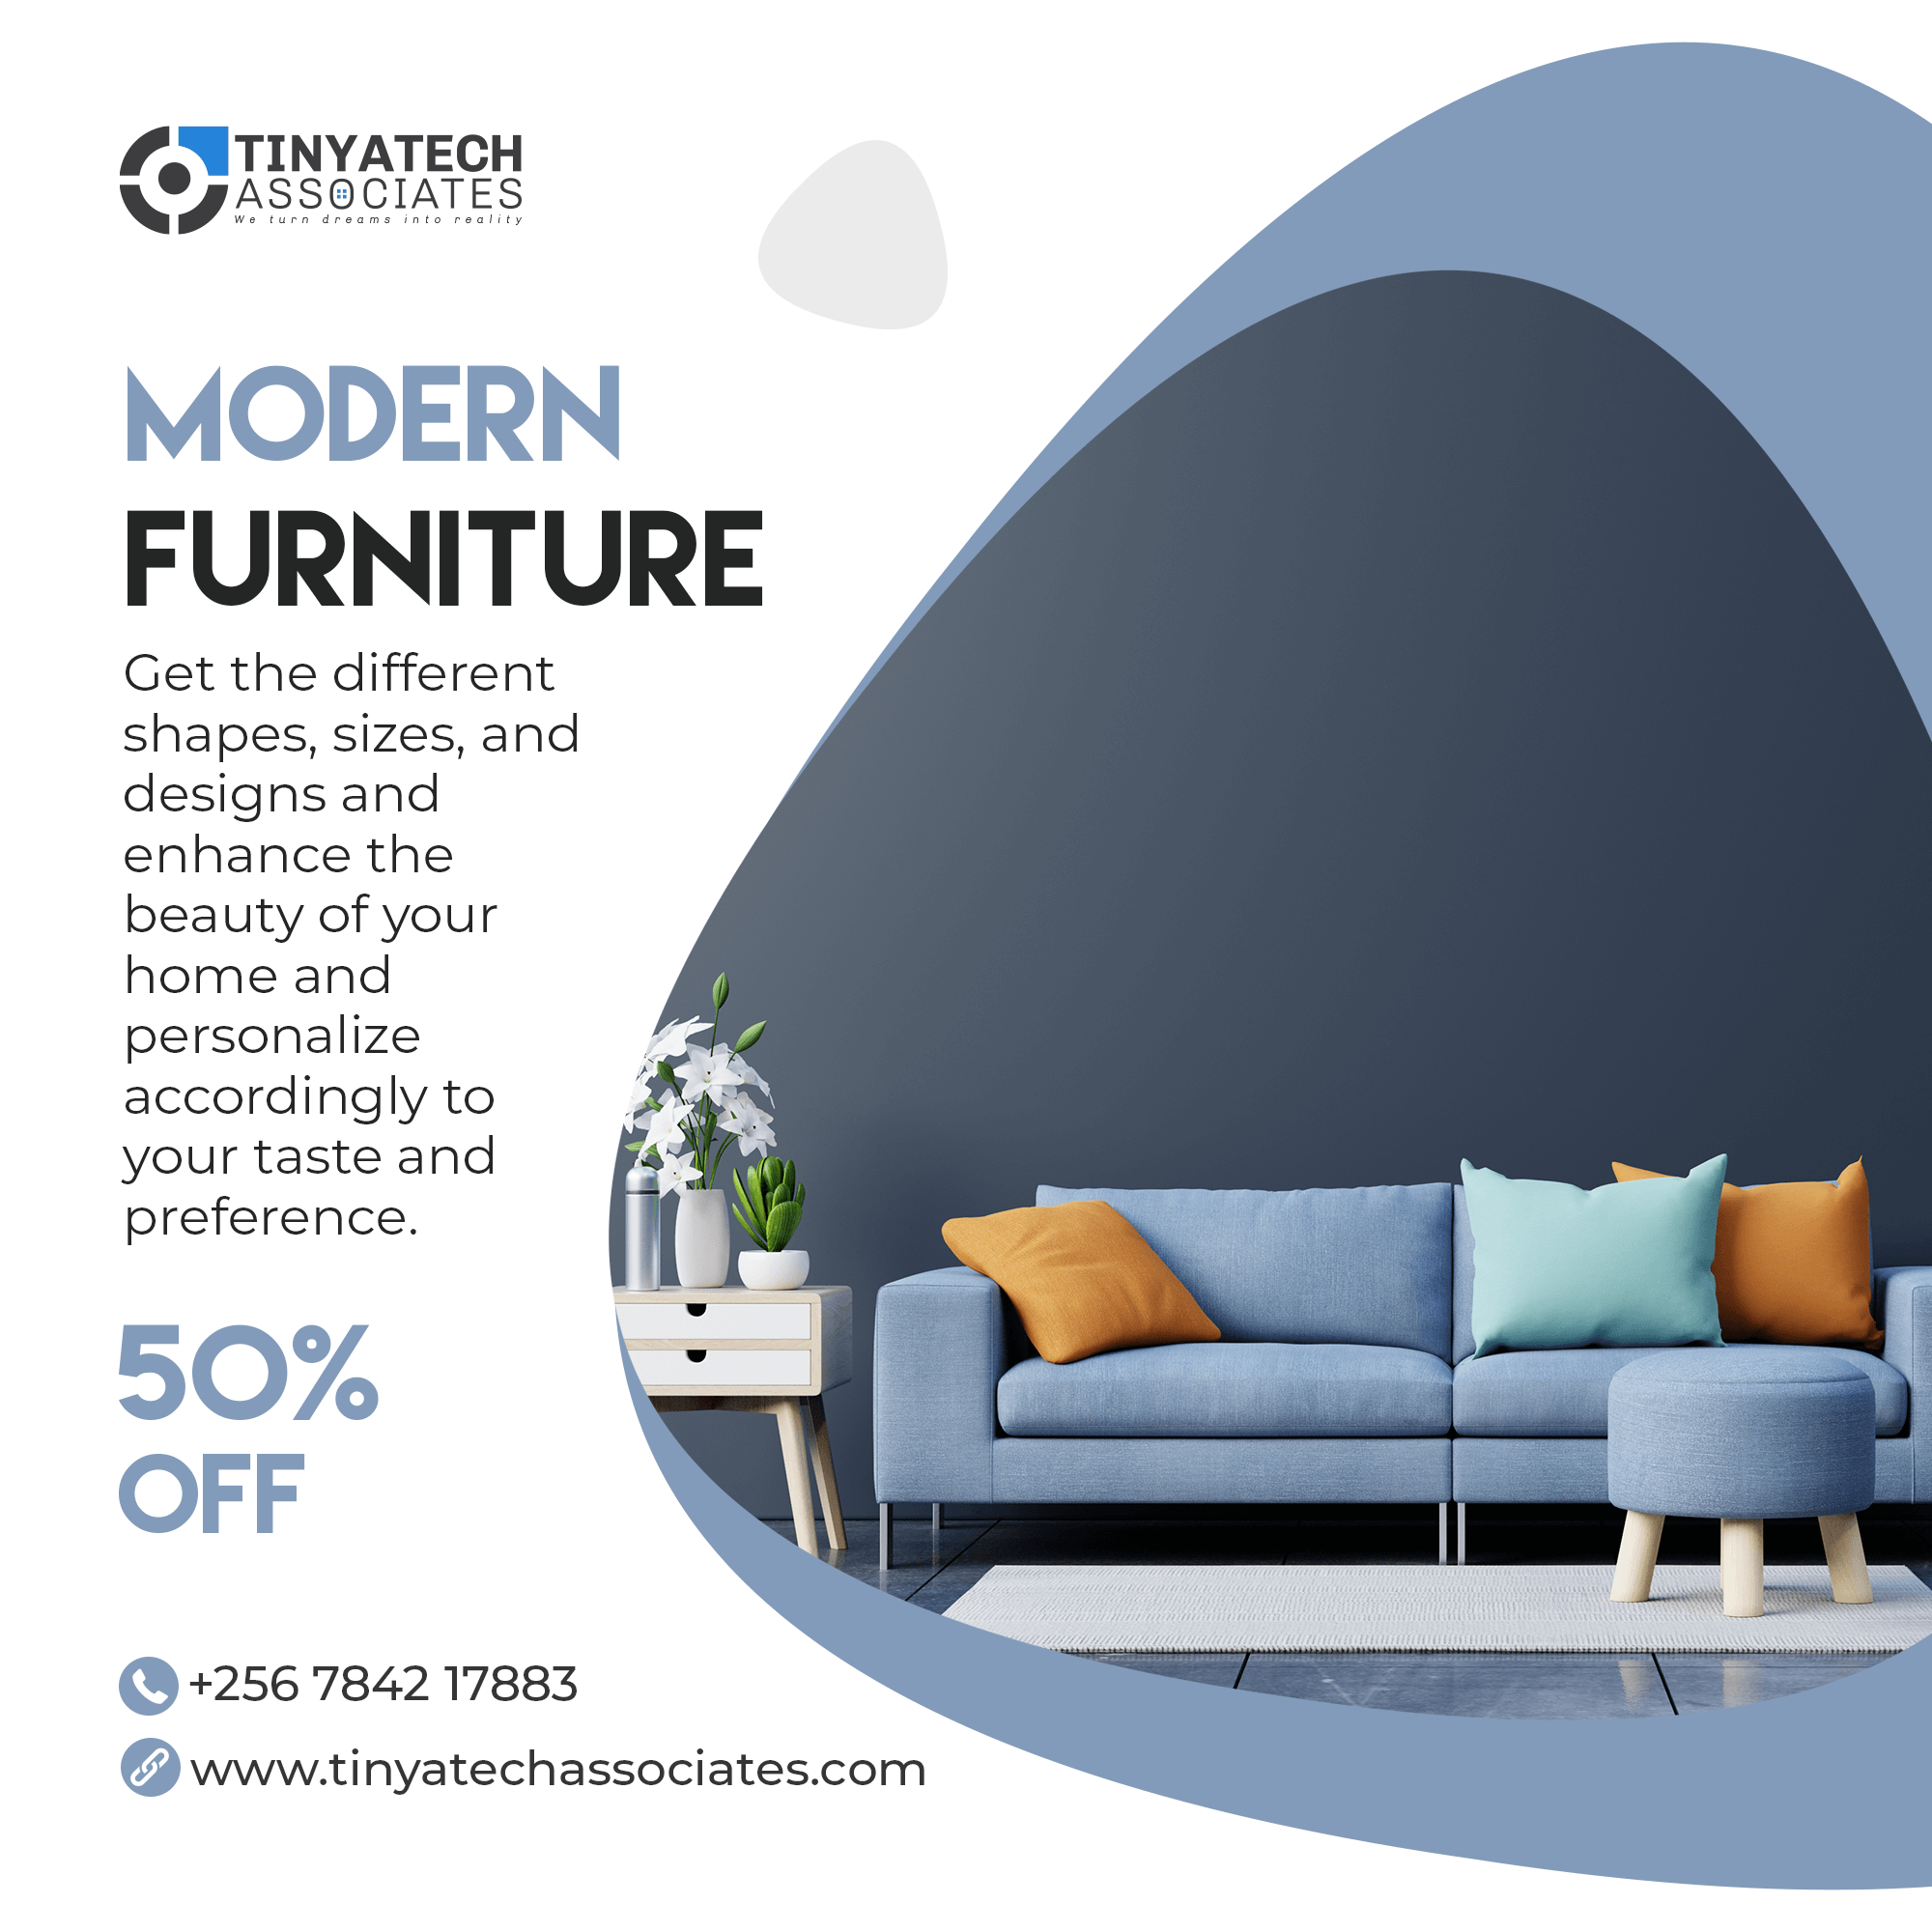 TINYATECH
ASSOCIATES
We turn dreams into reality
MODERN
FURNITURE
Get the different
shapes, sizes, and
designs and
enhance the
beauty of your
home and
personalize
accordingly to
your taste and
preference.
50%
OFF
+256 7842 17883
www.tinyatechassociates.com